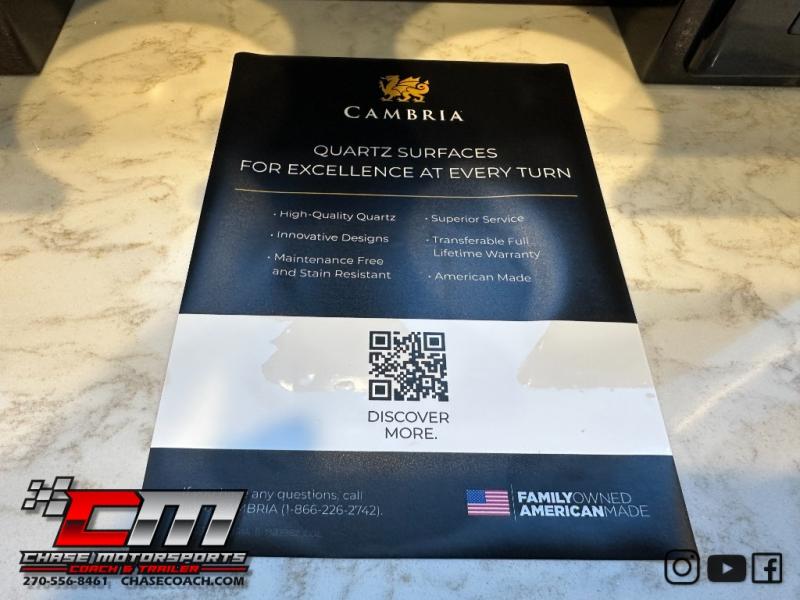 CAMBRIA
QUARTZ SURFACES
FOR EXCELLENCE AT EVERY TURN
• High-Quality Quartz
• Innovative Designs
• Maintenance Free
and Stain Resistant
• Superior Service
• Transferable Full
Lifetime Warranty
• American Made
DISCOVER
MORE.
any questions, call
(1-866-226-2742).
FAMILYOWNED
AMERICANMADE
CM
CHASE MOTORSPORTS
COACH & TRAILER
270-556-8461 CHASECOACH.COM